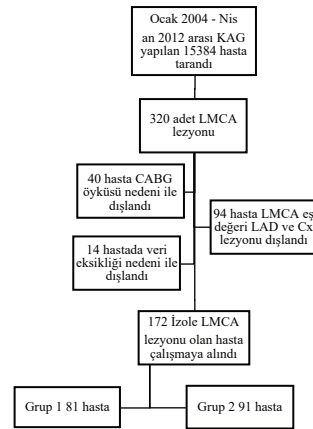 Ocak 2004 - Nis
an 2012 arası KAG
yapılan 15384 hasta
tarandı
320 adet LMCA
lezyonu
40 hasta CABG
öyküsü nedeni ile
dışlandı
94 hasta LMCA eş
değeri LAD ve Cx
lezyonu dışlandı
14 hastada veri
eksikliği nedeni ile
dışlandı
172 İzole LMCA
lezyonu olan hasta
çalışmaya alındı
Grup 1 81 hasta
Grup 2 91 hasta